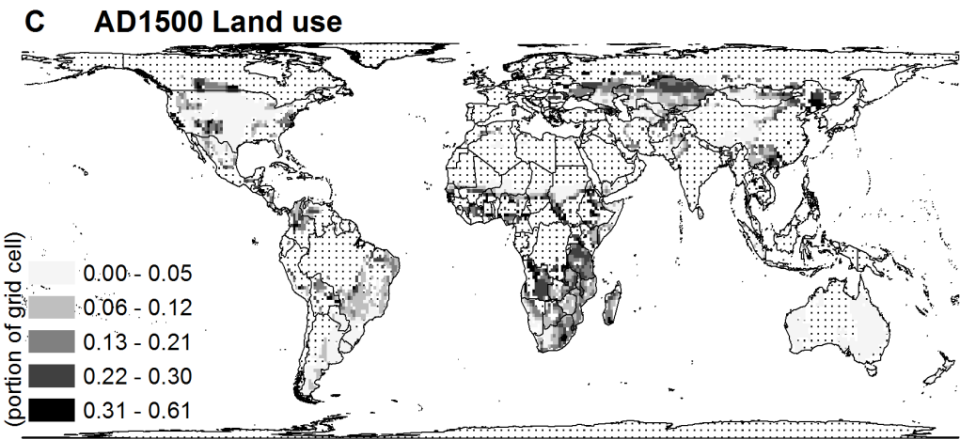 C AD1500 Land use
(portion of grid cell)
0.00 - 0.05
0.06 - 0.12
0.13 - 0.21
0.22 - 0.30
0.31 - 0.61